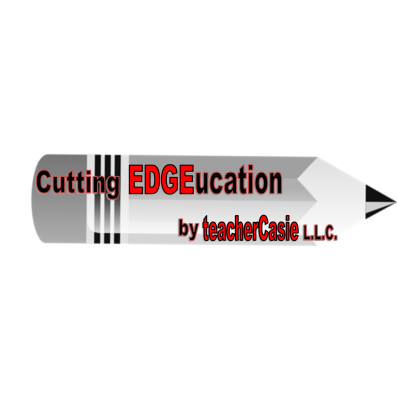 Cutting EDGEucation
by teacherCasie L.L.C.